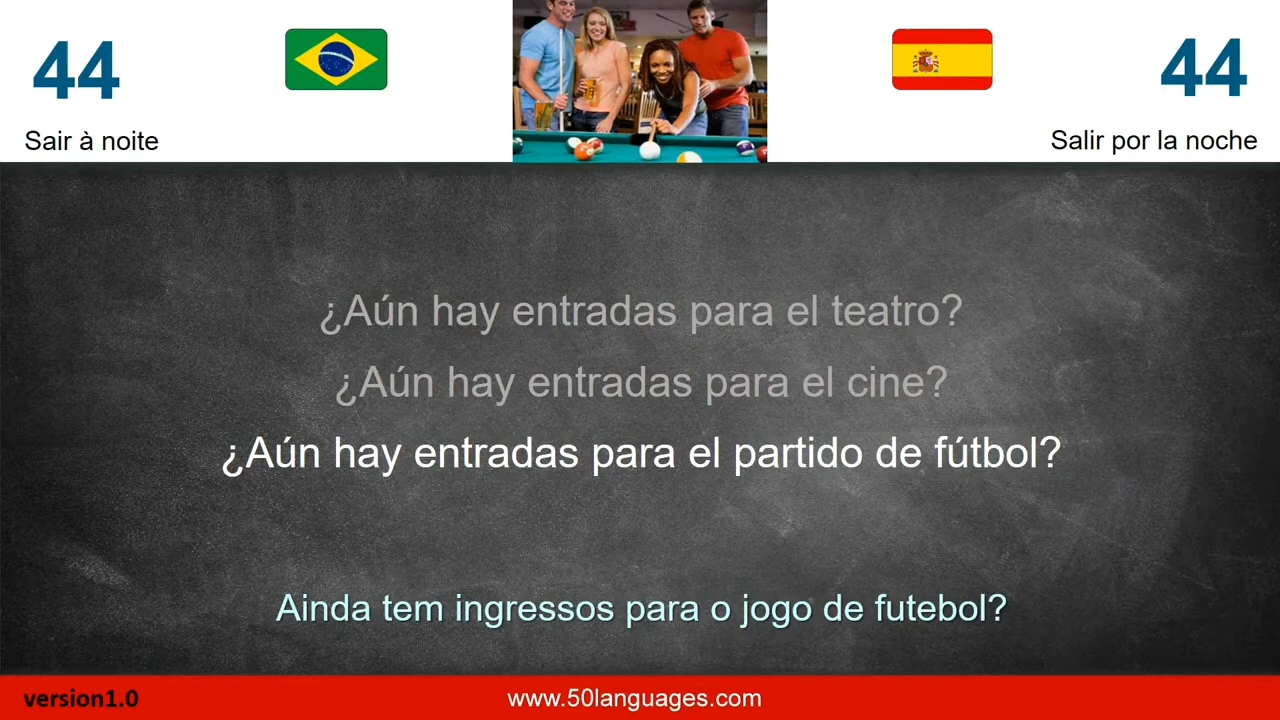 44
44
Sair à noite
Salir por la noche
¿Aún hay entradas para el teatro?
¿Aún hay entradas para el cine?
¿Aún hay entradas para el partido de fútbol?
Ainda tem ingressos para o jogo de futebol?
version1.0
www.50languages.com